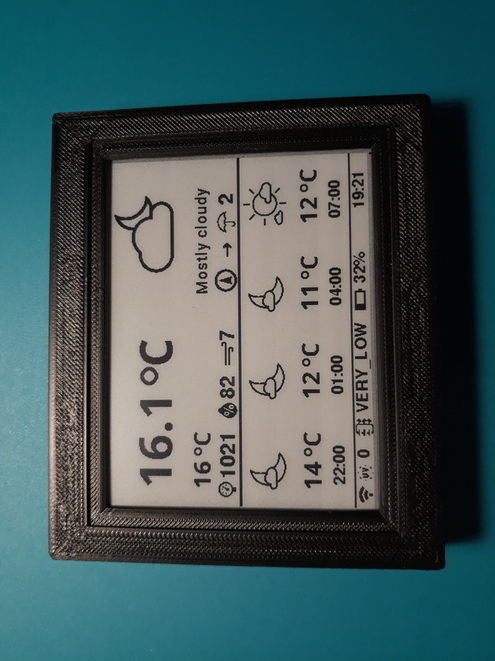 16.1°C
16°C Mostly cloudy
1021 % 82 7 → 2
14°C 12°C 11°C 12°C
22:00 01:00 04:00 07:00
UV 0 VERY_LOW 32% 19:21